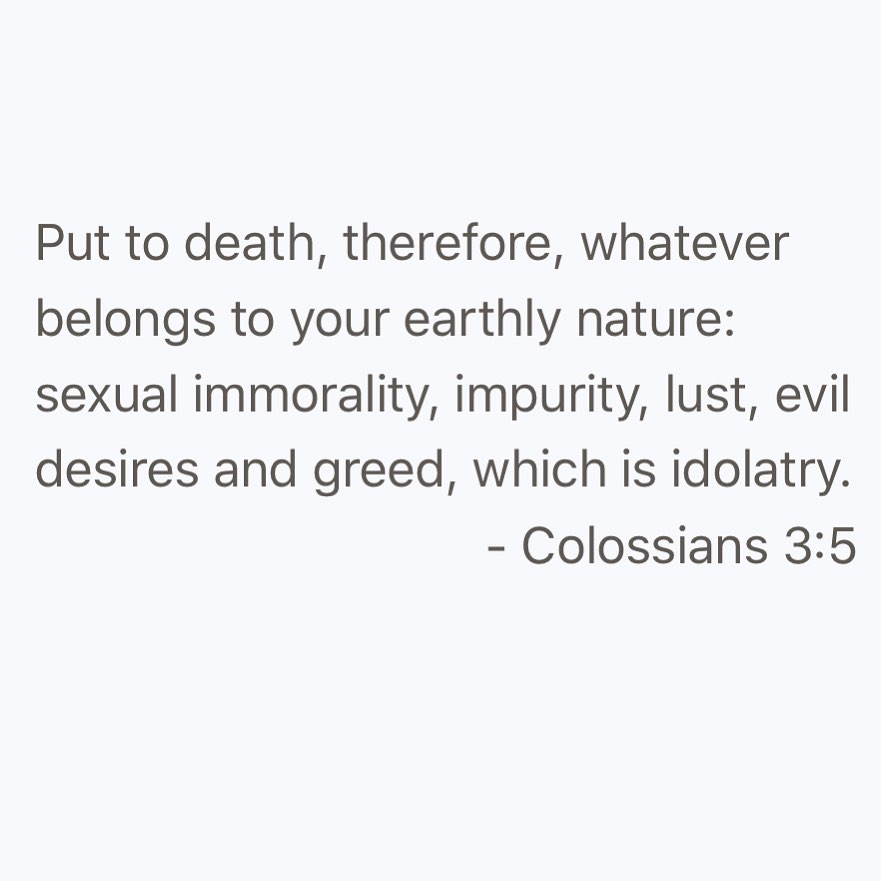 Put to death, therefore, whatever
belongs to your earthly nature:
sexual immorality, impurity, lust, evil
desires and greed, which is idolatry.
- Colossians 3:5